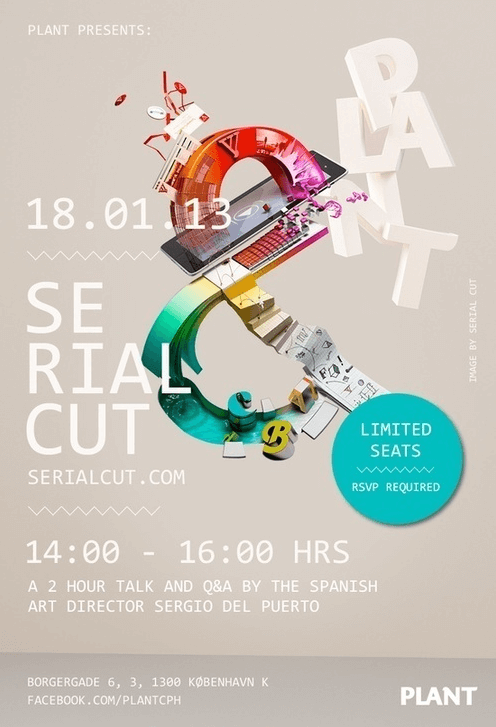 PLANT PRESENTS:
PLANT
18.01.13
SE
RIAL
CUT
SERIALCUT.COM
IMAGE BY SERIAL CUT
LIMITED
SEATS
RSVP REQUIRED
14:00 - 16:00 HRS
A 2 HOUR TALK AND Q&A BY THE SPANISH
ART DIRECTOR SERGIO DEL PUERTO
BORGERGADE 6, 3, 1300 KØBENHAVN K
FACEBOOK.COM/PLANTCPH
PLANT